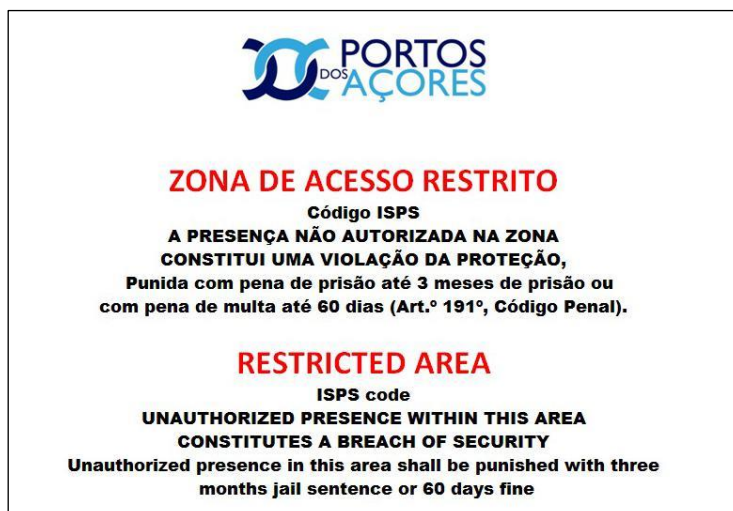 PORTOS
DOS AÇORES
ZONA DE ACESSO RESTRITO
Código ISPS
A PRESENÇA NÃO AUTORIZADA NA ZONA
CONSTITUI UMA VIOLAÇÃO DA PROTEÇÃO,
Punida com pena de prisão até 3 meses de prisão ou
com pena de multa até 60 dias (Art.º 191º, Código Penal).
RESTRICTED AREA
ISPS code
UNAUTHORIZED PRESENCE WITHIN THIS AREA
CONSTITUTES A BREACH OF SECURITY
Unauthorized presence in this area shall be punished with three
months jail sentence or 60 days fine